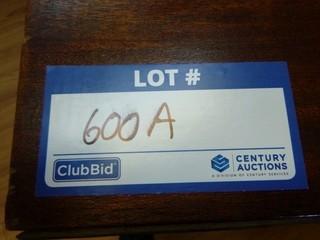 LOT #
600A
ClubBid
CENTURY
AUCTIONS
A DIVISION OF CENTURY SERVICES